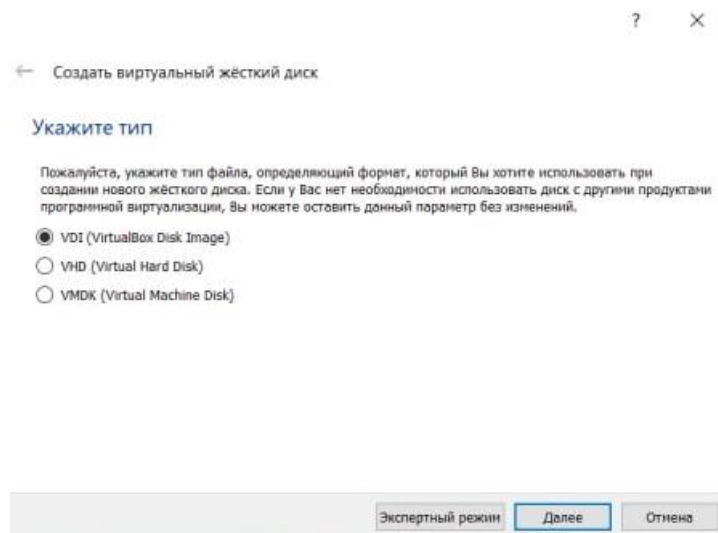 ?
Создать виртуальный жёсткий диск
Укажите тип
Пожалуйста, укажите тип файла, определяющий формат, который Вы хотите использовать при
создании нового жёсткого диска. Если у Вас нет необходимости использовать диск с другими продуктами
программной виртуализации, Вы можете оставить данный параметр без изменений.
VDI (VirtualBox Disk Image)
VHD (Virtual Hard Disk)
VMDK (Virtual Machine Disk)
Экспертный режим Далее Отмена